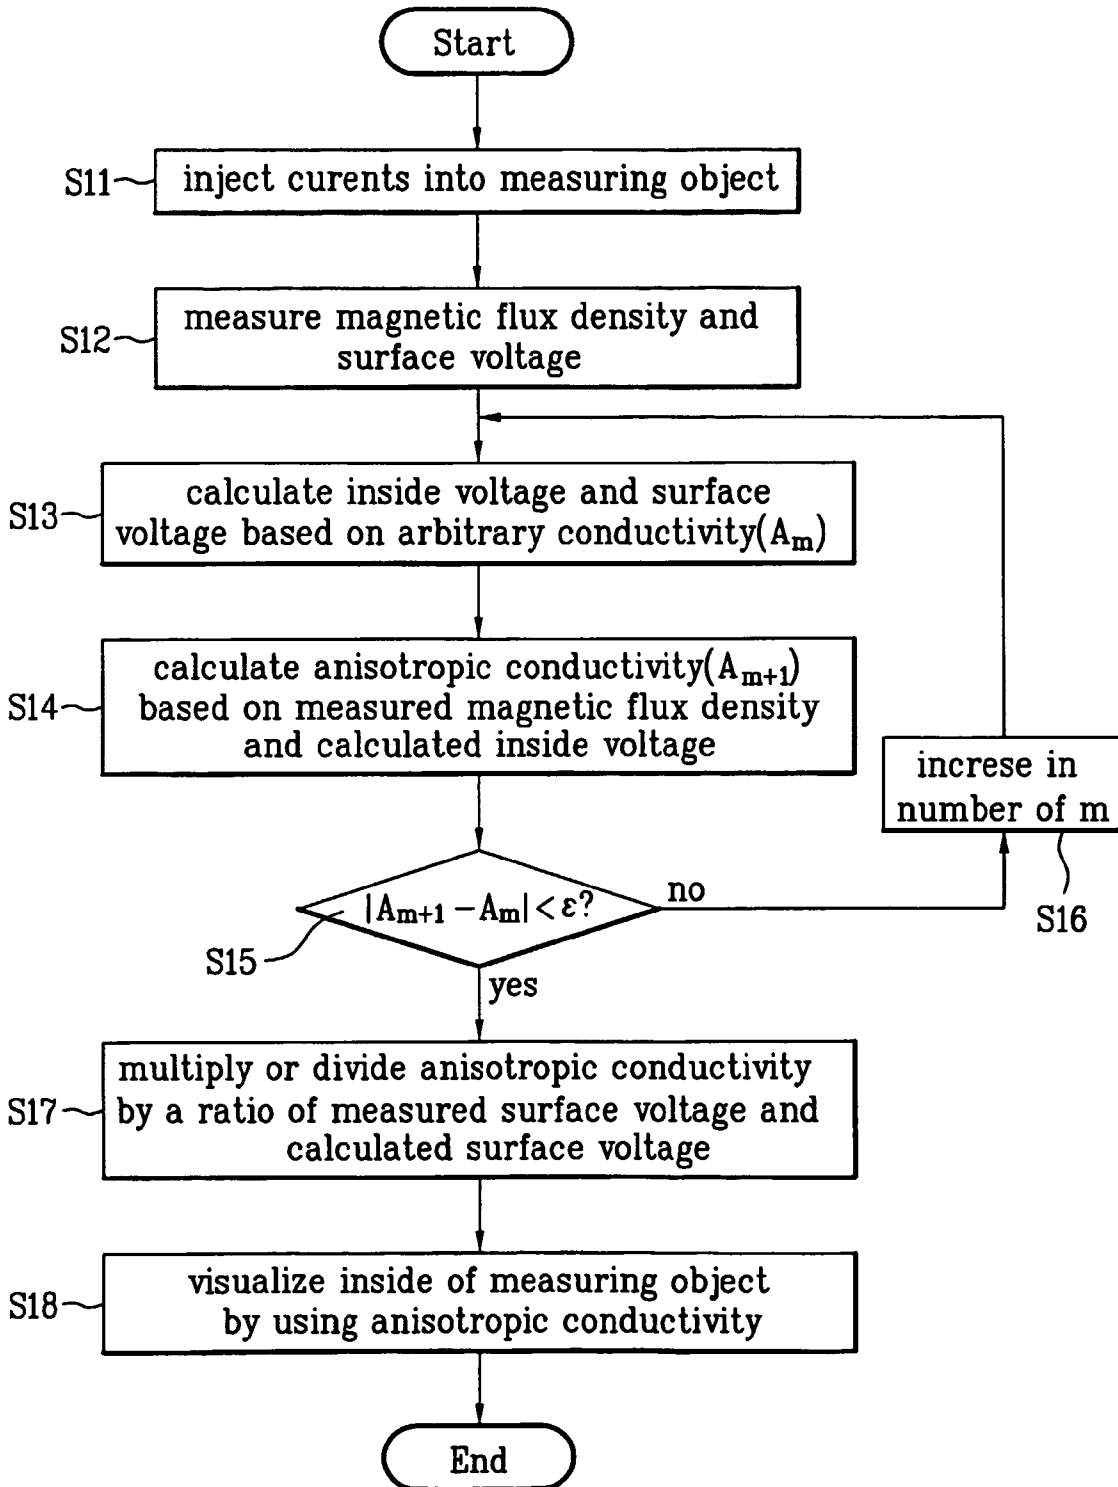 Start
S11
inject curents into measuring object
S12
measure magnetic flux density and
surface voltage
S13
calculate inside voltage and surface
voltage based on arbitrary conductivity(Am)
S14
calculate anisotropic conductivity(Am+1)
based on measured magnetic flux density
and calculated inside voltage
increse in
number of m
S16
|Am+1 – Am| < ε?
no
S15
yes
S17
multiply or divide anisotropic conductivity
by a ratio of measured surface voltage and
calculated surface voltage
S18
visualize inside of measuring object
by using anisotropic conductivity
End